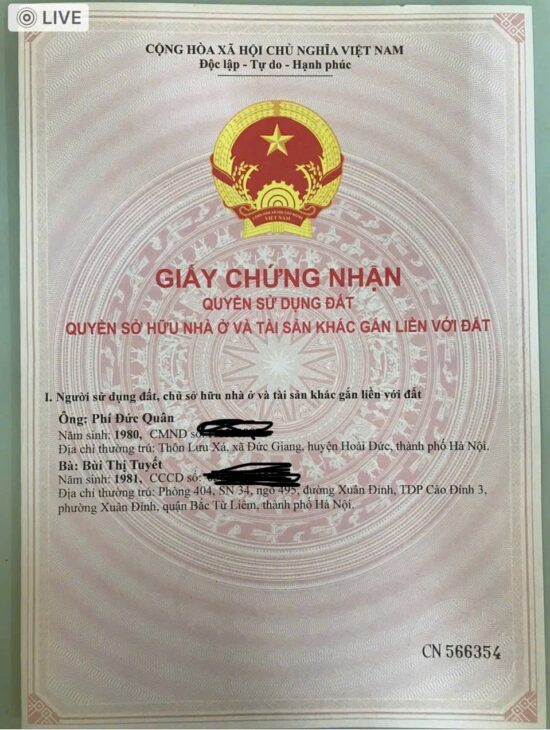 LIVE
CỘNG HÒA XÃ HỘI CHỦ NGHĨA VIỆT NAM
Độc lập - Tự do - Hạnh phúc
VIỆT NAM
GIẤY CHỨNG NHẬN
QUYỀN SỬ DỤNG ĐẤT
QUYỀN SỞ HỮU NHÀ Ở VÀ TÀI SẢN KHÁC GẮN LIỀN VỚI ĐẤT
I. Người sử dụng đất, chủ sở hữu nhà ở và tài sản khác gắn liền với đất
Ông: Phí Đức Quân
Năm sinh: 1980, CMND số:
Địa chỉ thường trú: Thôn Lưu Xá, xã Đức Giang, huyện Hoài Đức, thành phố Hà Nội.
Bà: Bùi Thị Tuyết
Năm sinh: 1981, CCCD số:
Địa chỉ thường trú: Phòng 404, SN 34, ngõ 495, đường Xuân Đỉnh, TDP Cáo Đỉnh 3,
phường Xuân Đỉnh, quận Bắc Từ Liêm, thành phố Hà Nội.
CN 566354